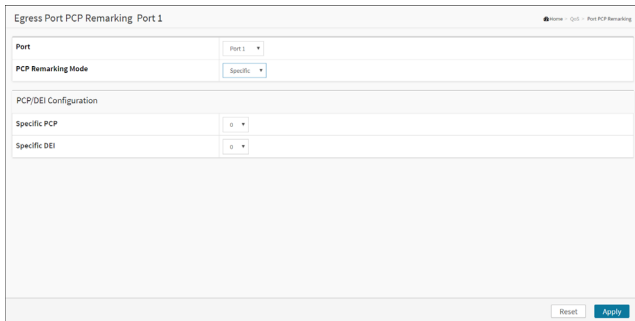 Egress Port PCP Remarking Port 1
Home > QoS > Port PCP Remarking
Port
Port 1
PCP Remarking Mode
Specific
PCP/DEI Configuration
Specific PCP
0
Specific DEI
0
Reset
Apply